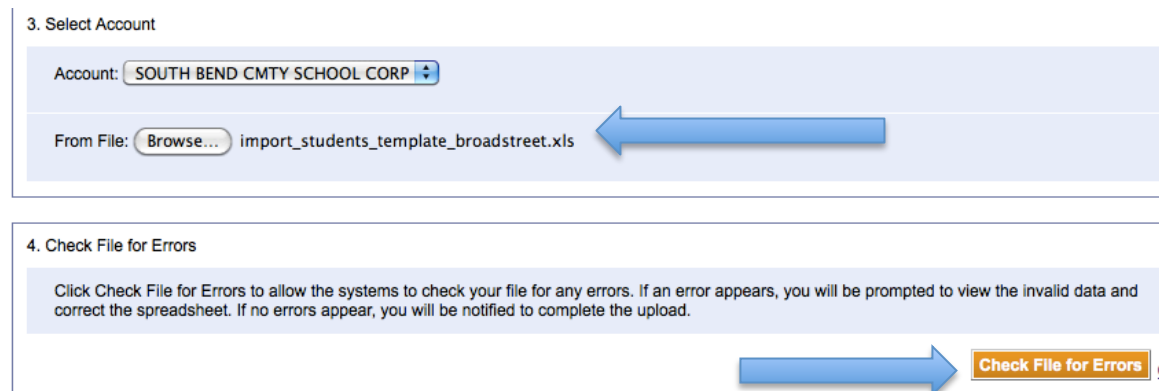 3. Select Account
Account: SOUTH BEND CMTY SCHOOL CORP
From File: Browse... import_students_template_broadstreet.xls
4. Check File for Errors
Click Check File for Errors to allow the systems to check your file for any errors. If an error appears, you will be prompted to view the invalid data and
correct the spreadsheet. If no errors appear, you will be notified to complete the upload.
Check File for Errors